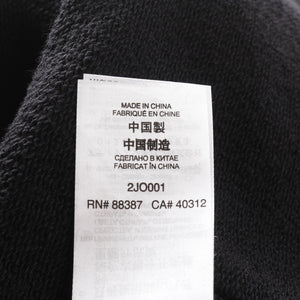 MADE IN CHINA
FABRIQUÉ EN CHINE
中国製
中国制造
СДЕЛАНО В КИТАЕ
FABRICAT ÎN CHINA
2JO001
RN# 88387 CA# 40312